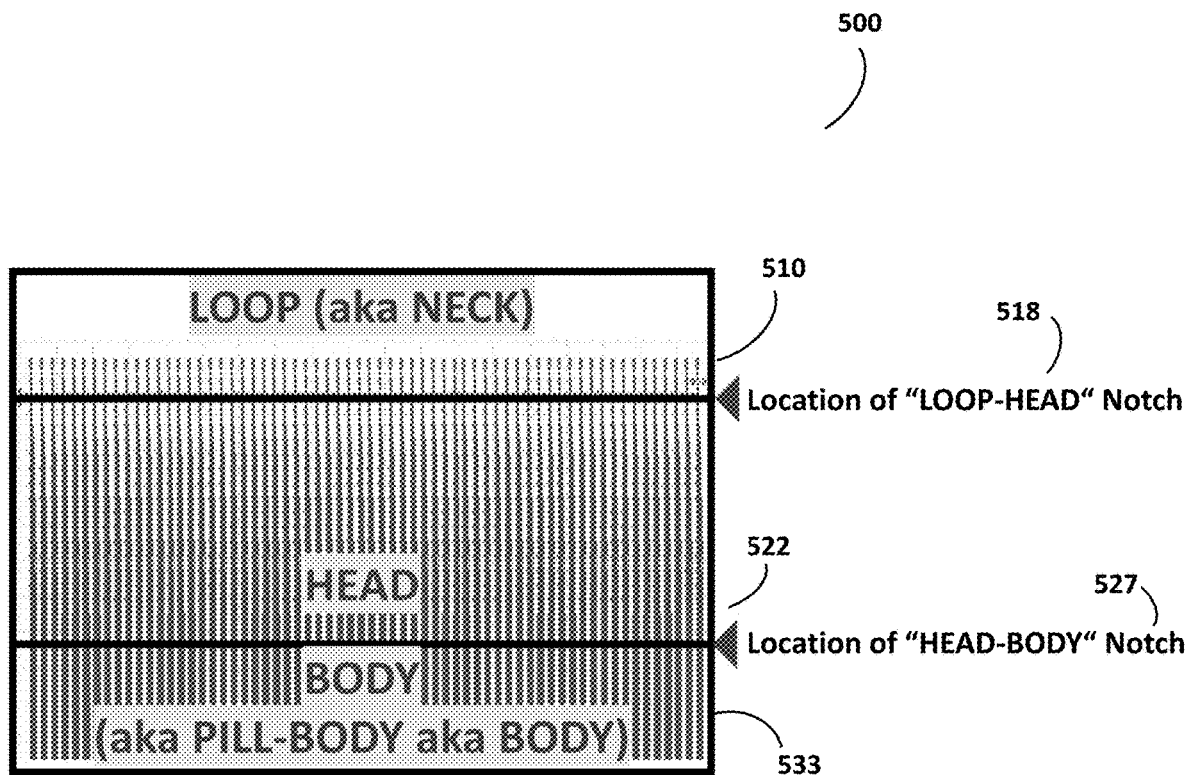 500
LOOP (aka NECK)
510
518
Location of “LOOP-HEAD“ Notch
HEAD
522
527
Location of “HEAD-BODY“ Notch
BODY
(aka PILL-BODY aka BODY)
533